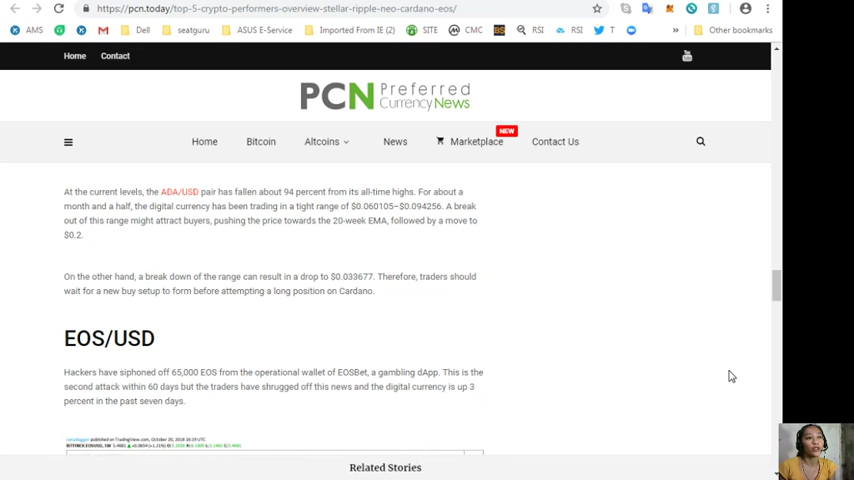 https://pcn.today/top-5-crypto-performers-overview-stellar-ripple-neo-cardano-eos/
AMS Dell seatguru ASUS E-Service Imported From IE (2) SITE CMC RSI RSI T » Other bookmarks
Home Contact
PCN Preferred Currency News
NEW
Home Bitcoin Altcoins News Marketplace Contact Us
At the current levels, the ADA/USD pair has fallen about 94 percent from its all-time highs. For about a
month and a half, the digital currency has been trading in a tight range of $0.060105–$0.094256. A break
out of this range might attract buyers, pushing the price towards the 20-week EMA, followed by a move to
$0.2.
On the other hand, a break down of the range can result in a drop to $0.033677. Therefore, traders should
wait for a new buy setup to form before attempting a long position on Cardano.
EOS/USD
Hackers have siphoned off 65,000 EOS from the operational wallet of EOSBet, a gambling dApp. This is the
second attack within 60 days but the traders have shrugged off this news and the digital currency is up 3
percent in the past seven days.
published on TradingView.com, October 20, 2018
Related Stories